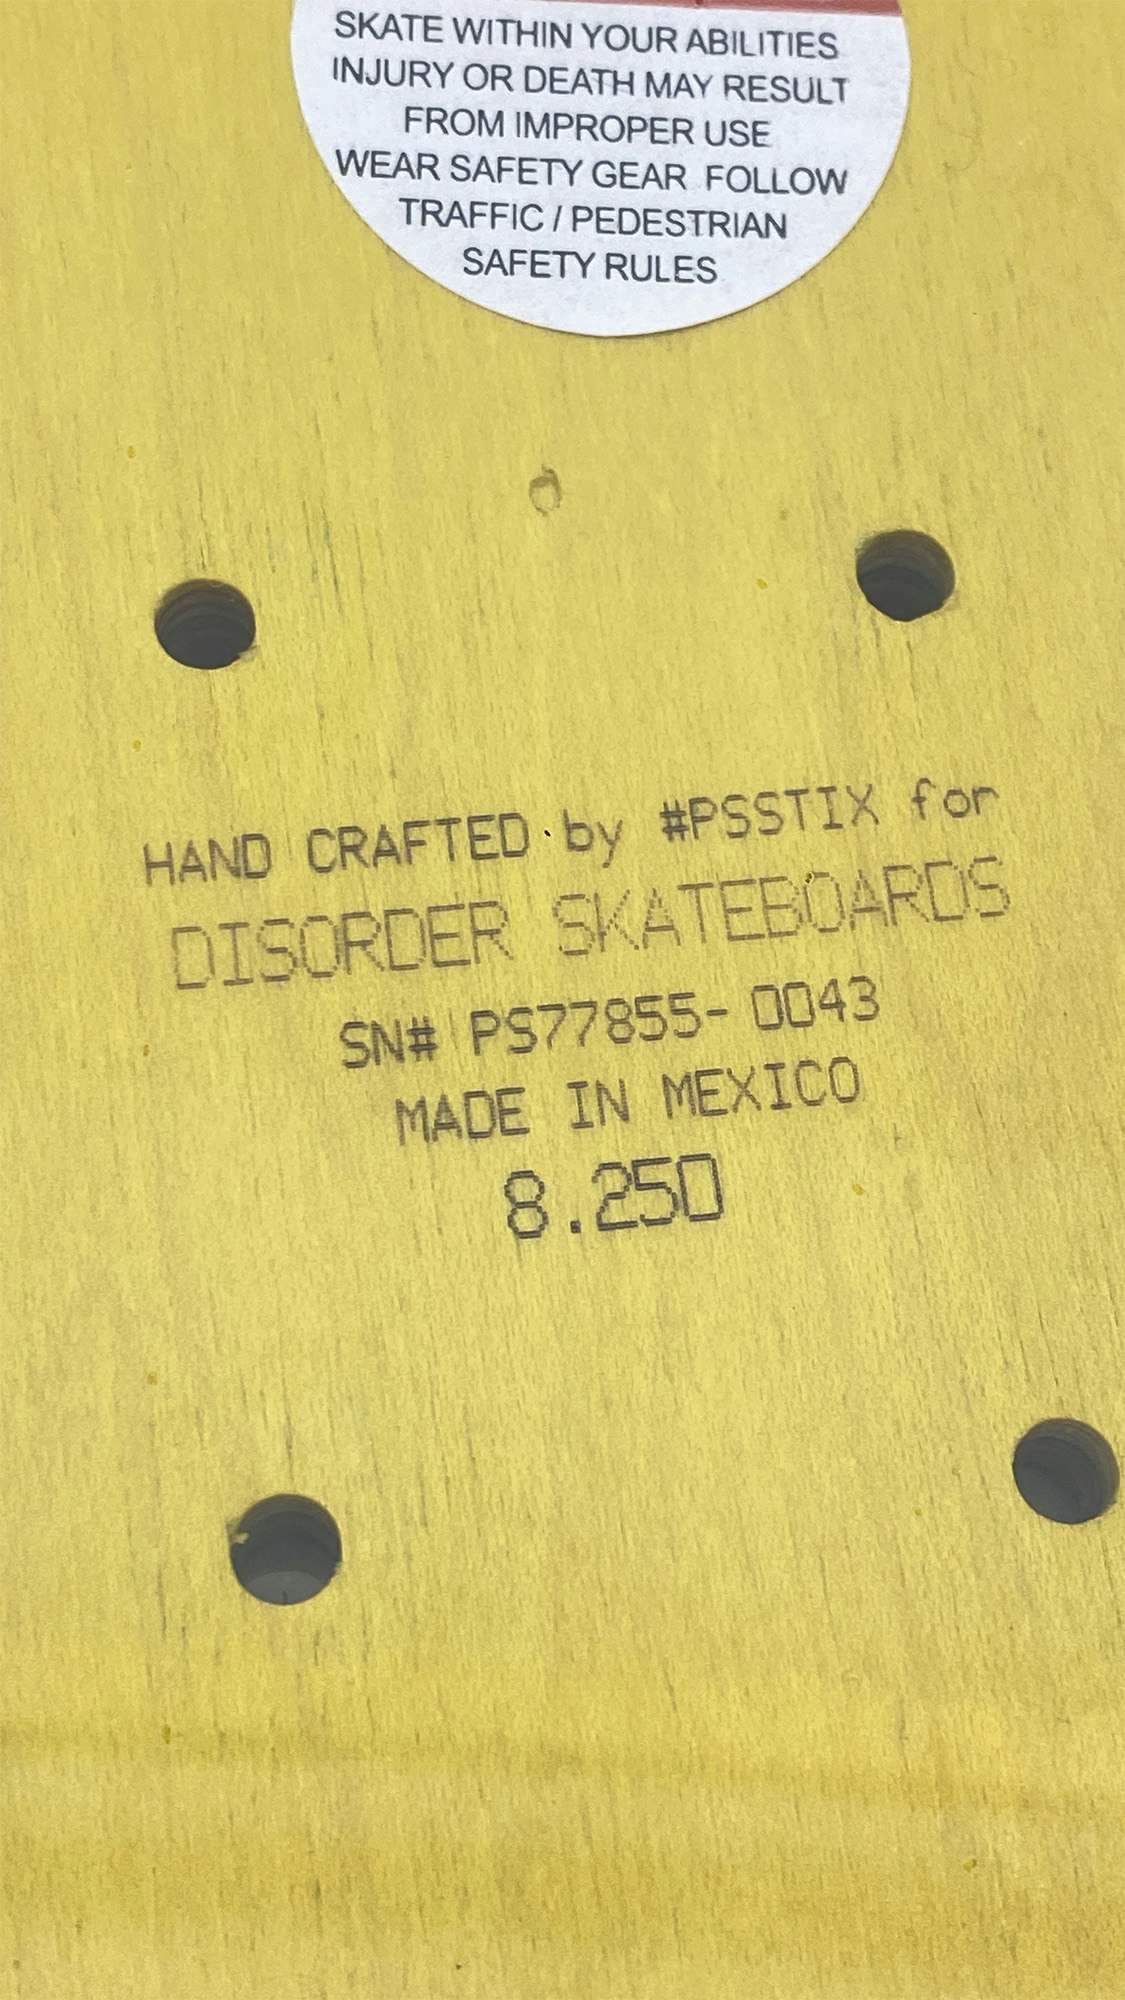 SKATE WITHIN YOUR ABILITIES
INJURY OR DEATH MAY RESULT
FROM IMPROPER USE
WEAR SAFETY GEAR FOLLOW
TRAFFIC / PEDESTRIAN
SAFETY RULES
HAND CRAFTED by #PSSTIX for
DISORDER SKATEBOARDS
SN# PS77855- 0043
MADE IN MEXICO
8.250